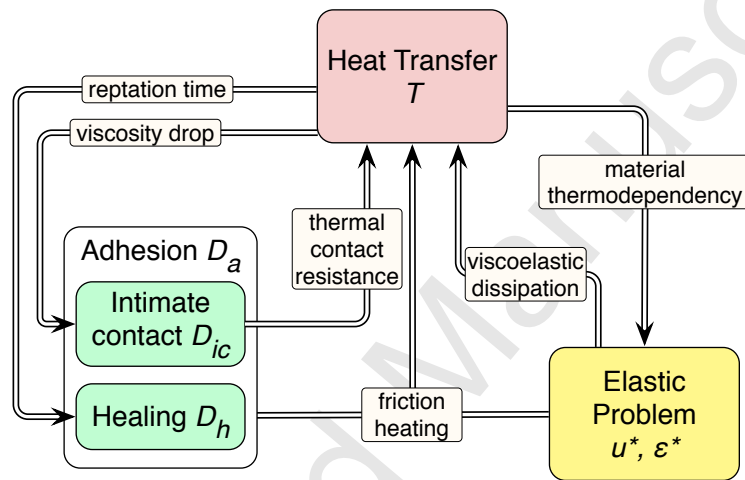 Heat Transfer
T
reptation time
viscosity drop
material
thermodependency
thermal
contact
resistance
viscoelastic
dissipation
Adhesion D_a
Intimate
contact D_ic
Healing D_h
friction
heating
Elastic
Problem
u*, ε*
d Manusc